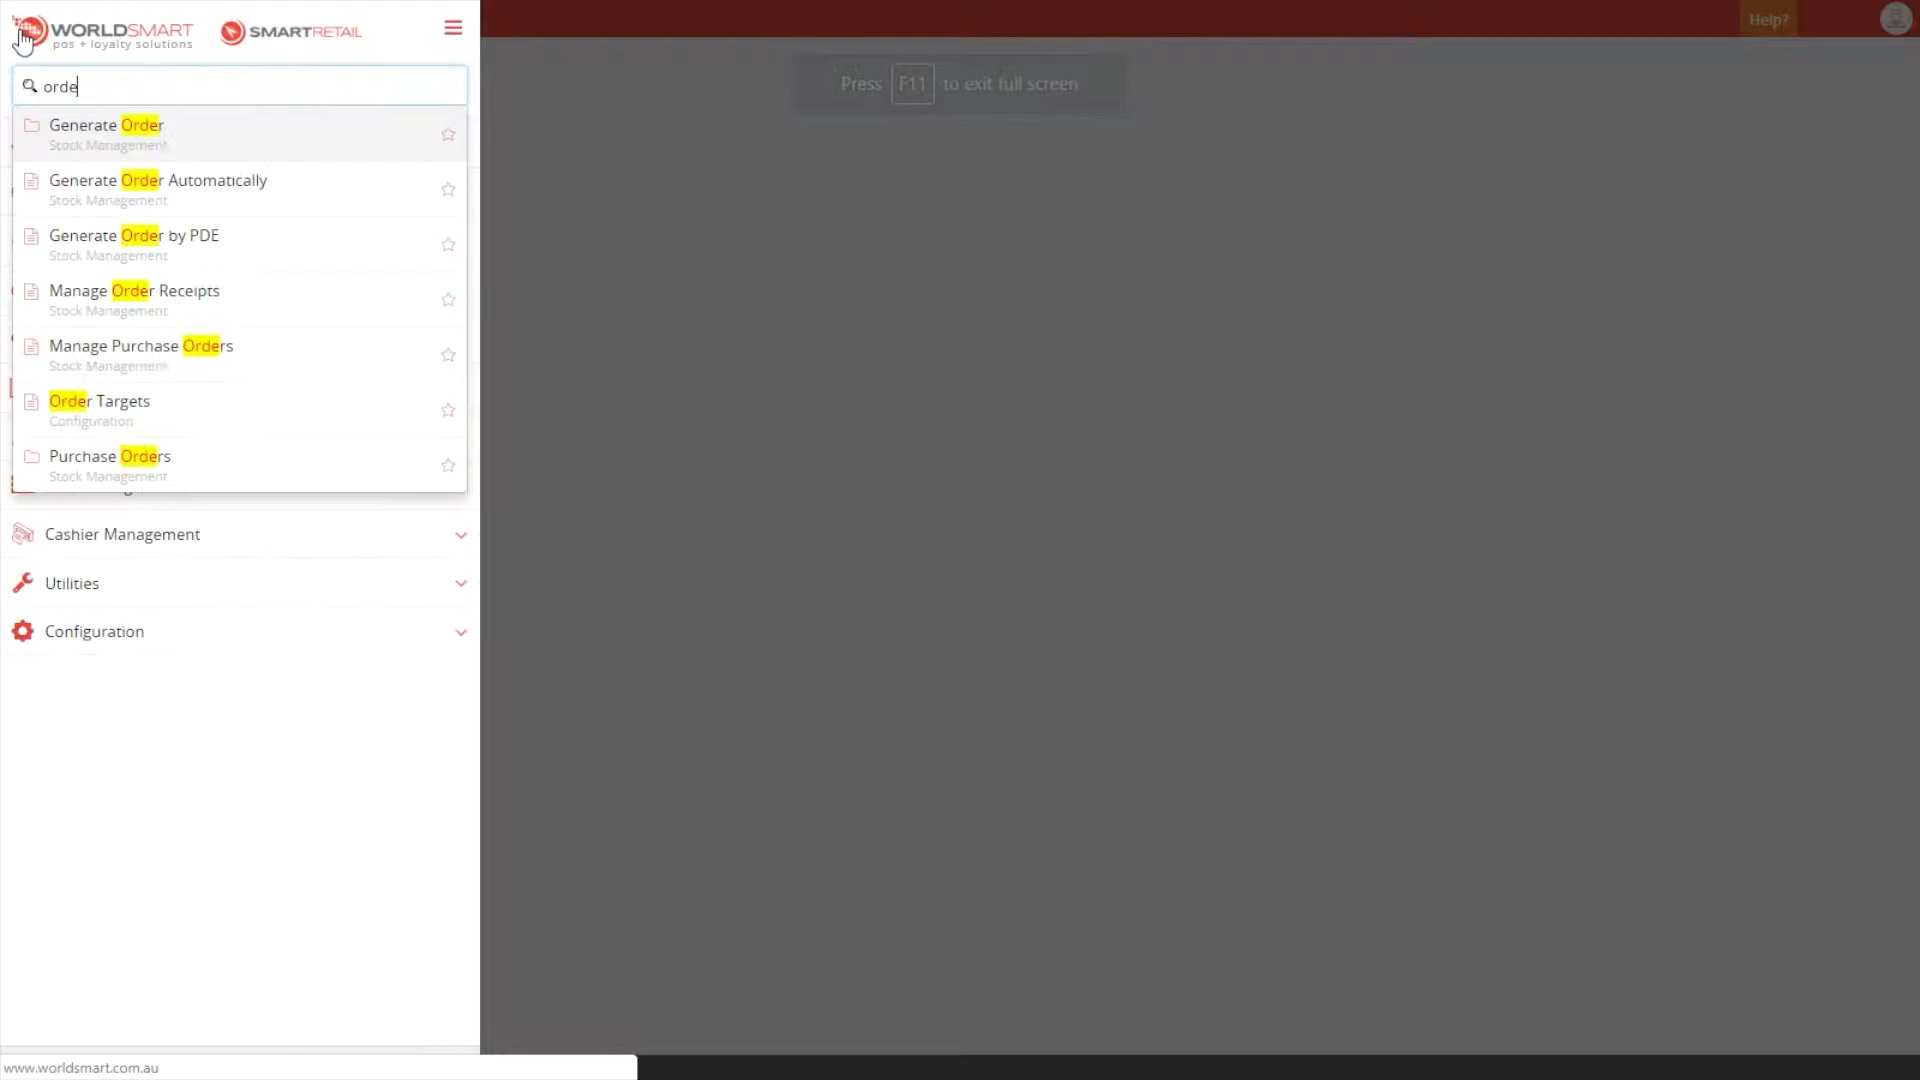 WORLDSMART
pos + loyalty solutions
SMARTRETAIL
Help?
Press F11 to exit full screen
orde
Generate Order
Stock Management
Generate Order Automatically
Stock Management
Generate Order by PDE
Stock Management
Manage Order Receipts
Stock Management
Manage Purchase Orders
Stock Management
Order Targets
Configuration
Purchase Orders
Stock Management
Cashier Management
Utilities
Configuration
www.worldsmart.com.au